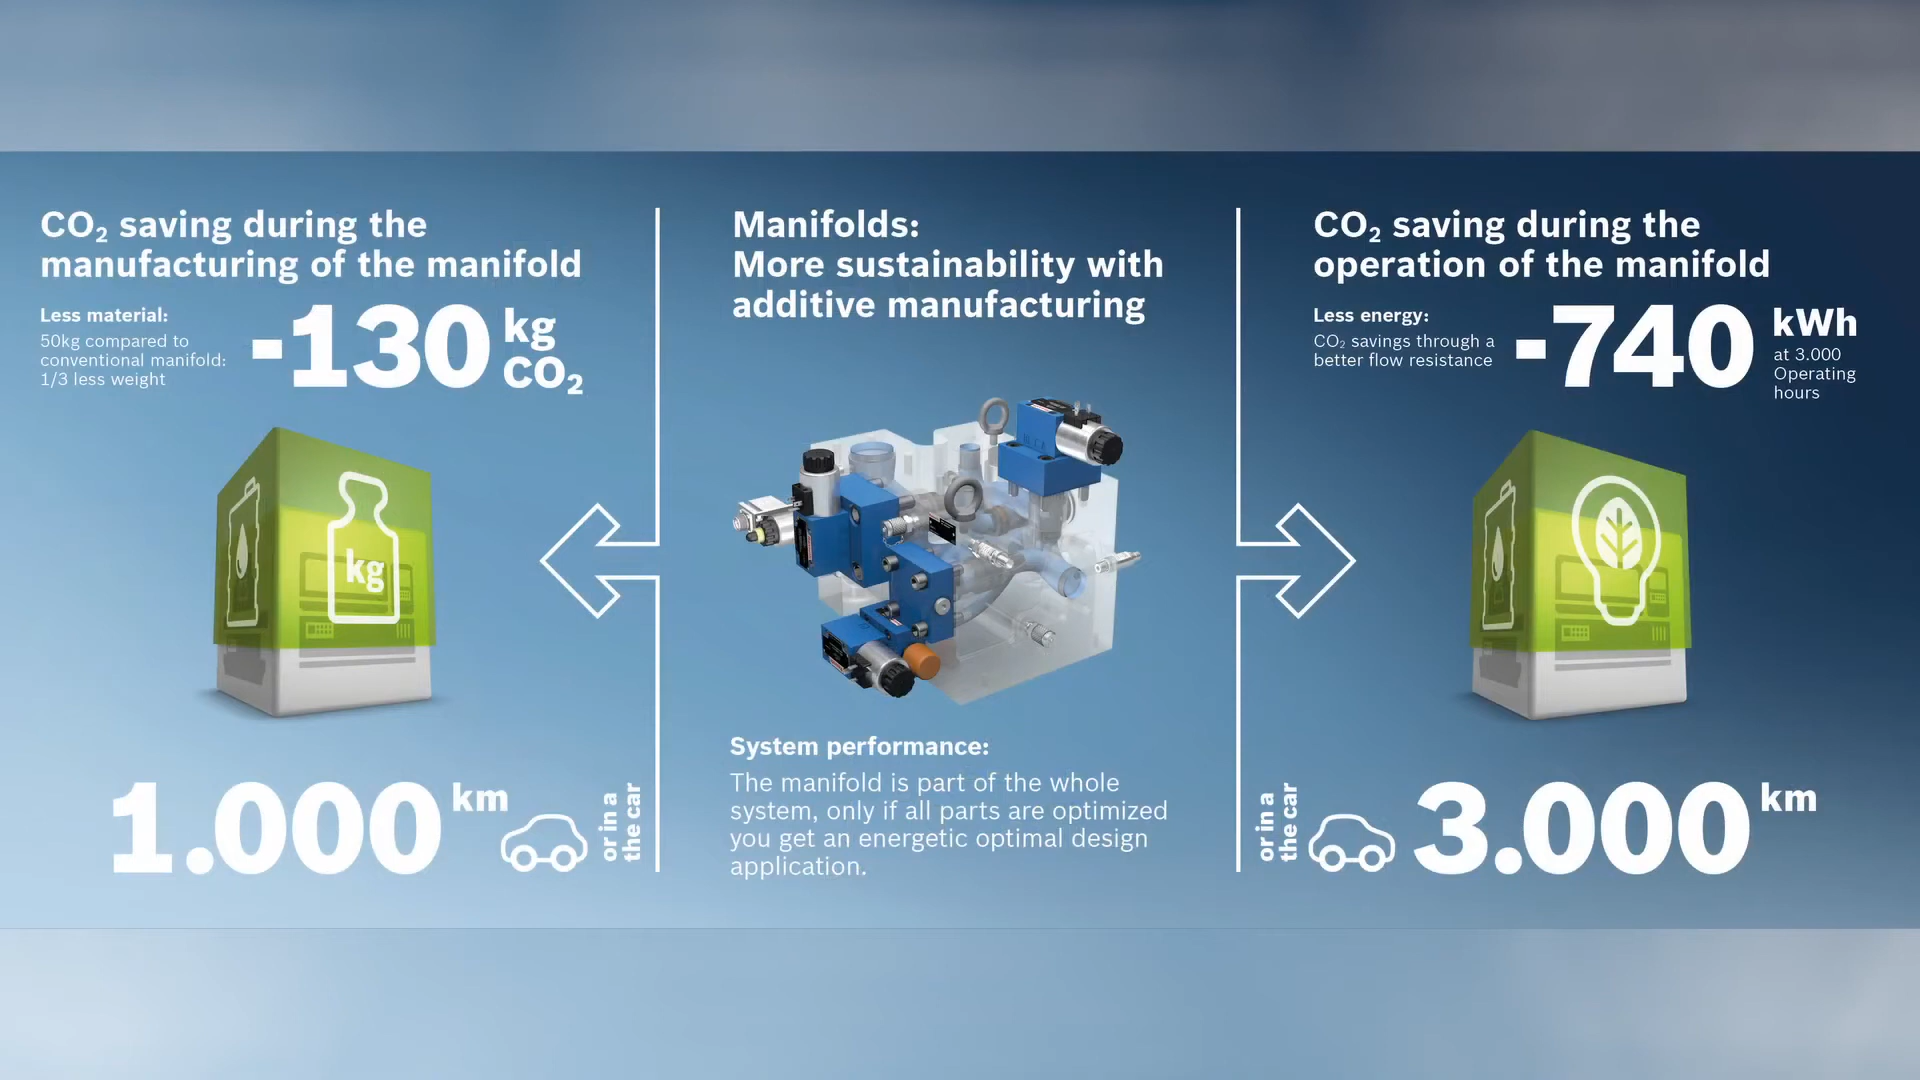 CO₂ saving during the
manufacturing of the manifold
Less material:
50kg compared to
conventional manifold:
1/3 less weight
-130 kg
CO₂
kg
1.000 km
or in a
the car
Manifolds:
More sustainability with
additive manufacturing
System performance:
The manifold is part of the whole
system, only if all parts are optimized
you get an energetic optimal design
application.
CO₂ saving during the
operation of the manifold
Less energy:
CO₂ savings through a
better flow resistance
-740 kWh
at 3.000
Operating
hours
or in a
the car
3.000 km